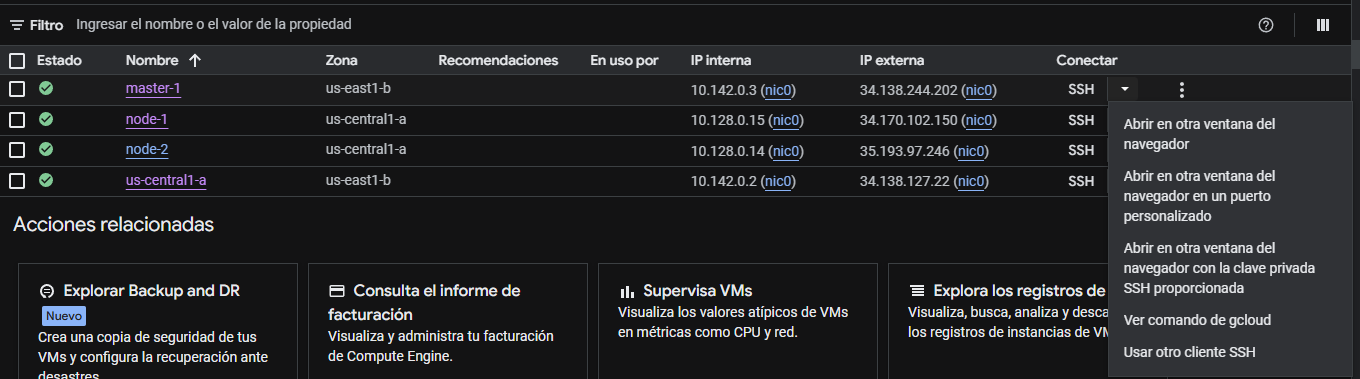 Filtro Ingresar el nombre o el valor de la propiedad
Estado Nombre Zona Recomendaciones En uso por IP interna IP externa Conectar
master-1 us-east1-b 10.142.0.3 (nic0) 34.138.244.202 (nic0) SSH
node-1 us-central1-a 10.128.0.15 (nic0) 34.170.102.150 (nic0) SSH
node-2 us-central1-a 10.128.0.14 (nic0) 35.193.97.246 (nic0) SSH
us-central1-a us-east1-b 10.142.0.2 (nic0) 34.138.127.22 (nic0) SSH
Abrir en otra ventana del
navegador
Abrir en otra ventana del
navegador en un puerto
personalizado
Abrir en otra ventana del
navegador con la clave privada
SSH proporcionada
Ver comando de gcloud
Usar otro cliente SSH
Acciones relacionadas
Explorar Backup and DR
Nuevo
Crea una copia de seguridad de tus
VMs y configura la recuperación ante
desastres
Consulta el informe de
facturación
Visualiza y administra tu facturación
de Compute Engine.
Supervisa VMs
Visualiza los valores atípicos de VMs
en métricas como CPU y red.
Explora los registros de
Visualiza, busca, analiza y desca
los registros de instancias de VM